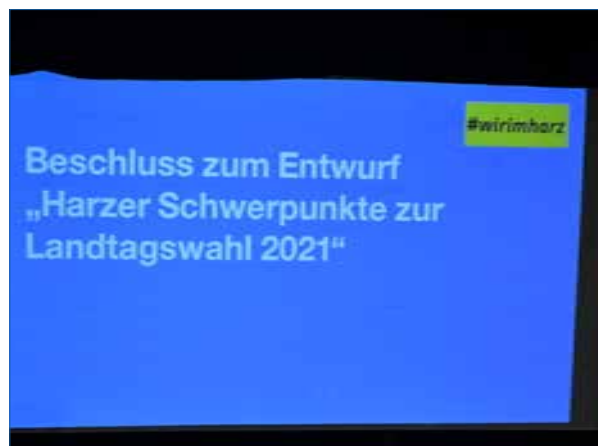 #wirimharz
Beschluss zum Entwurf
„Harzer Schwerpunkte zur
Landtagswahl 2021“